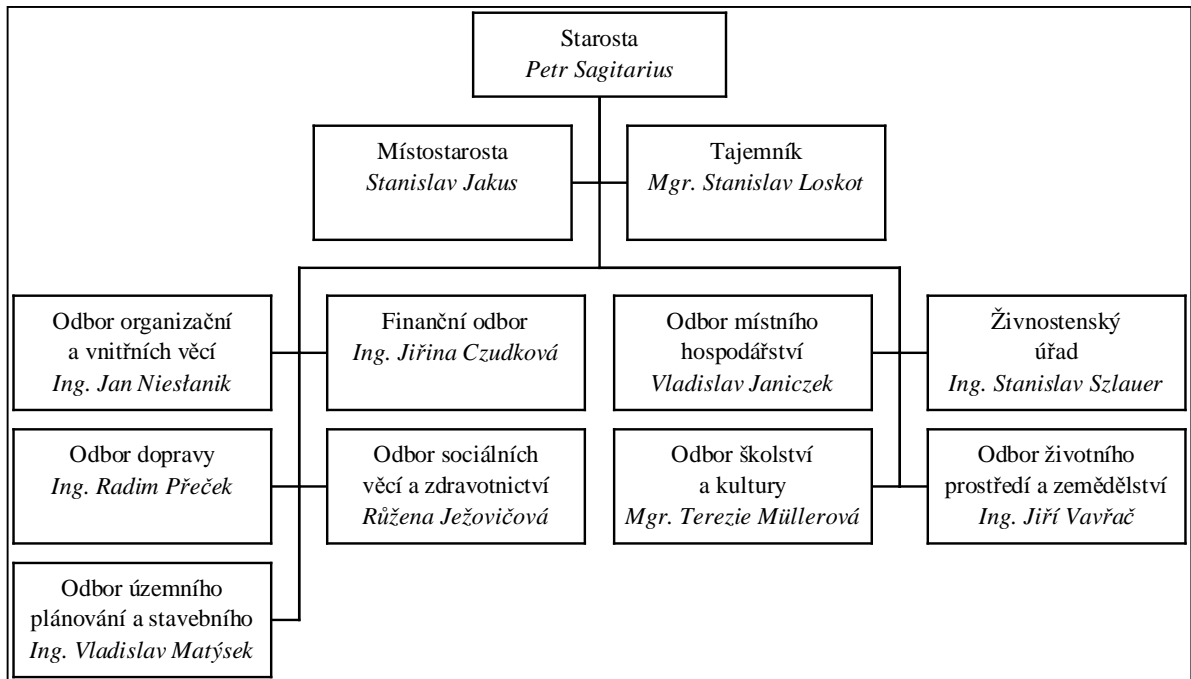 Starosta
Petr Sagitarius
Místostarosta
Stanislav Jakus
Tajemník
Mgr. Stanislav Loskot
Odbor organizační
a vnitřních věcí
Ing. Jan Niesłanik
Finanční odbor
Ing. Jiřina Czudková
Odbor místního
hospodářství
Vladislav Janiczek
Živnostenský
úřad
Ing. Stanislav Szlauer
Odbor dopravy
Ing. Radim Přeček
Odbor sociálních
věcí a zdravotnictví
Růžena Ježovičová
Odbor školství
a kultury
Mgr. Terezie Müllerová
Odbor životního
prostředí a zemědělství
Ing. Jiří Vavřač
Odbor územního
plánování a stavebního
Ing. Vladislav Matýsek